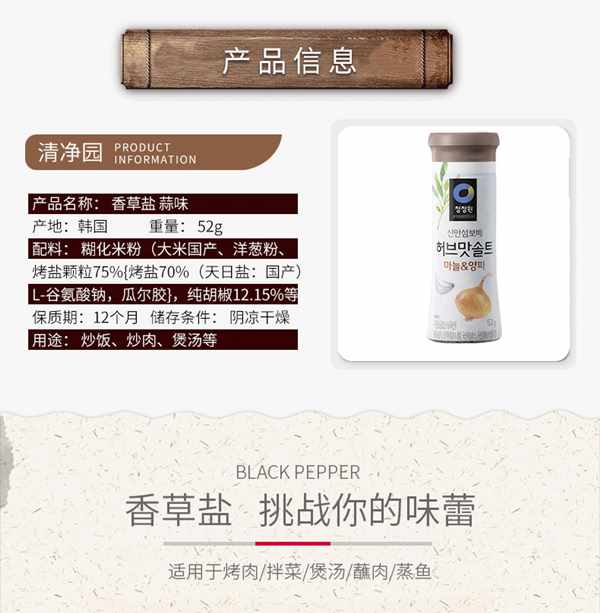 产品信息
清净园 PRODUCT INFORMATION
产品名称： 香草盐 蒜味
产地：韩国 重量： 52g
配料： 糊化米粉（大米国产、洋葱粉、
烤盐颗粒75%{烤盐70%（天日盐：国产）
L-谷氨酸钠，瓜尔胶}，纯胡椒12.15%等
保质期：12个月 储存条件： 阴凉干燥
用途： 炒饭、炒肉、煲汤等
청정원
신안섬보배
허브맛솔트
마늘&양파
52g
BLACK PEPPER
香草盐 挑战你的味蕾
适用于烤肉/拌菜/煲汤/蘸肉/蒸鱼